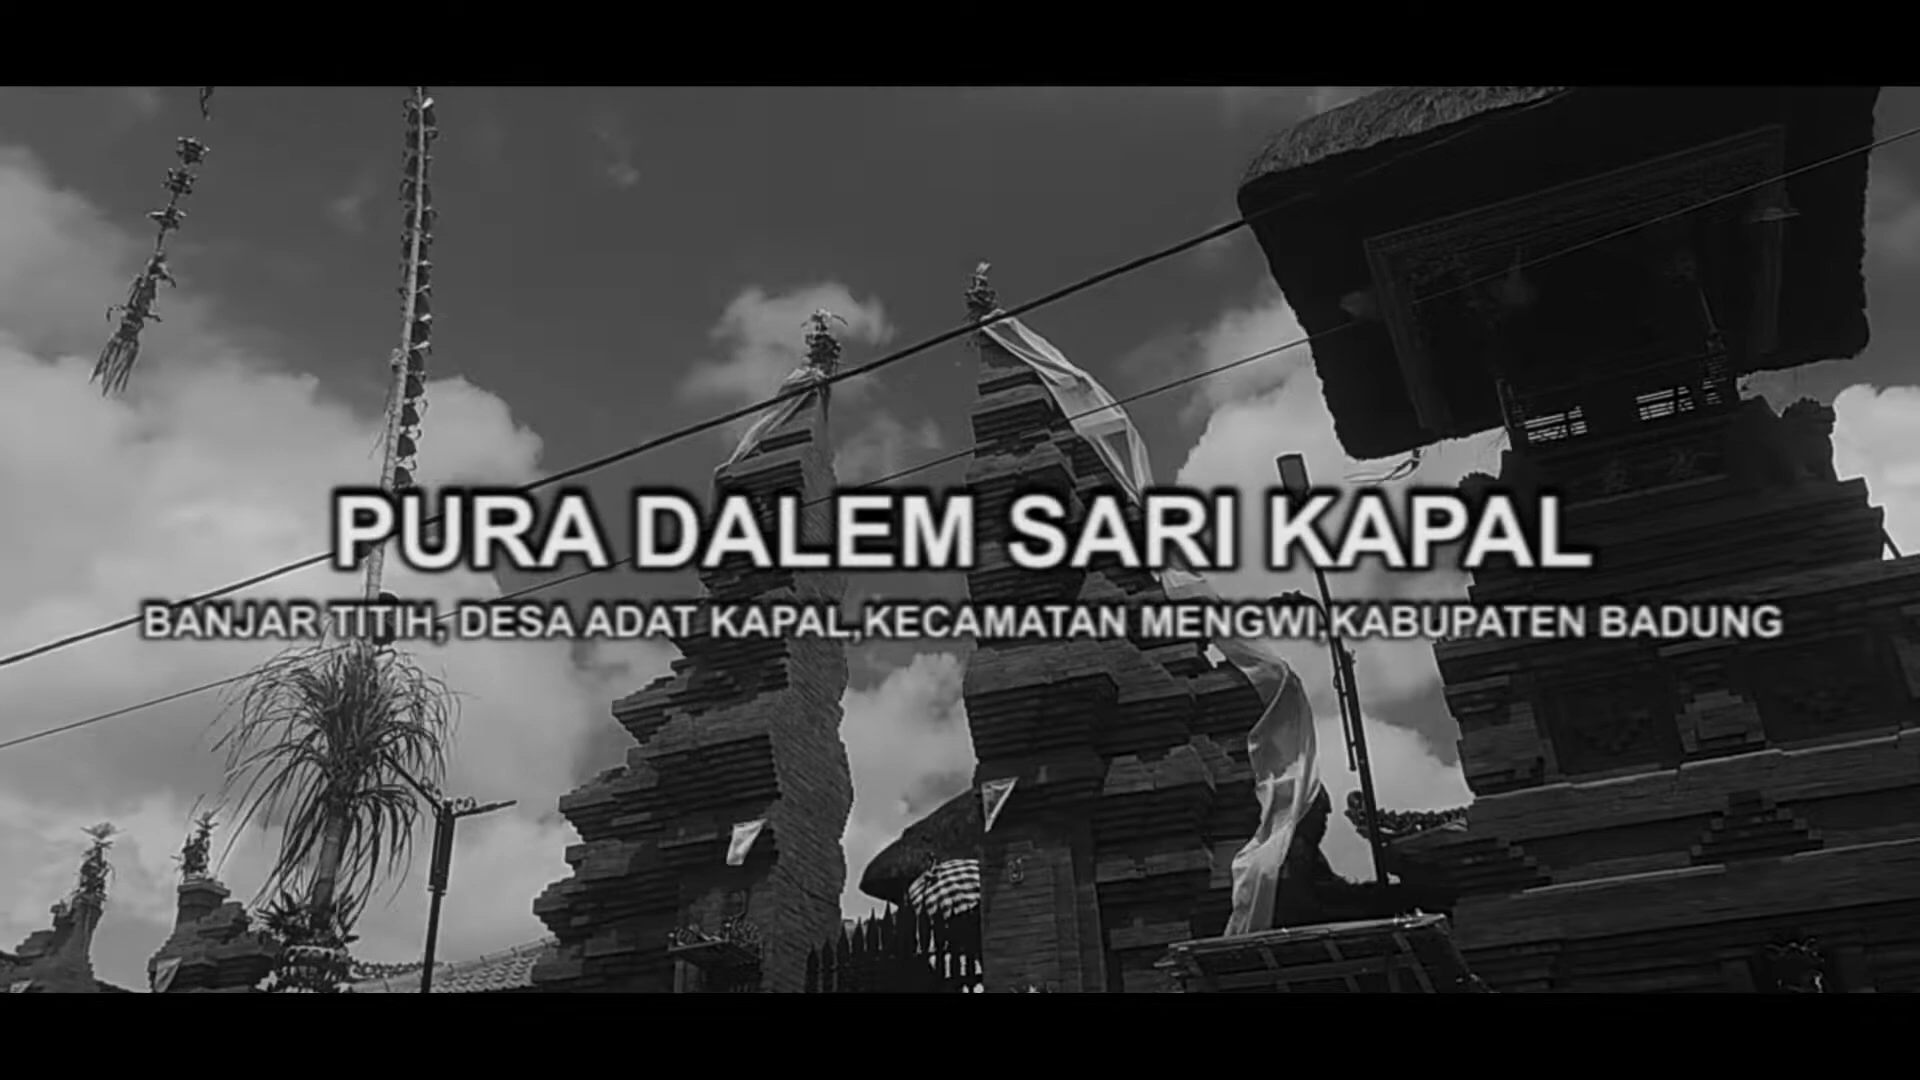 PURA DALEM SARI KAPAL
BANJAR TITIH, DESA ADAT KAPAL,KECAMATAN MENGWI,KABUPATEN BADUNG